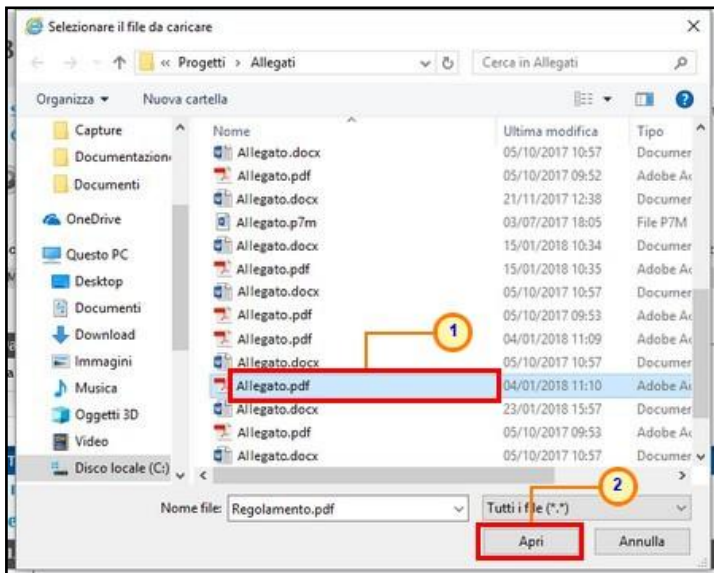 Selezionare il file da caricare
« Progetti › Allegati
Cerca in Allegati
Organizza
Nuova cartella
Nome
Ultima modifica
Tipo
Capture
Documentazion
Documenti
OneDrive
Questo PC
Desktop
Documenti
Download
Immagini
Musica
Oggetti 3D
Video
Disco locale (C:)
Allegato.docx 05/10/2017 10:57 Documen
Allegato.pdf 05/10/2017 09:52 Adobe Ac
Allegato.docx 21/11/2017 12:38 Documen
Allegato.p7m 03/07/2017 18:05 File P7M
Allegato.docx 15/01/2018 10:34 Documen
Allegato.pdf 15/01/2018 10:35 Adobe Ac
Allegato.docx 05/10/2017 10:57 Documen
Allegato.pdf 05/10/2017 09:53 Adobe Ac
Allegato.pdf 04/01/2018 11:09 Adobe Ac
Allegato.docx 05/10/2017 10:57 Documen
Allegato.pdf 04/01/2018 11:10 Adobe Ac
Allegato.docx 23/01/2018 15:57 Documen
Allegato.pdf 05/10/2017 09:53 Adobe Ac
Allegato.docx 05/10/2017 10:57 Documen
1
2
Nome file: Regolamento.pdf
Tutti i file (*.*)
Apri
Annulla